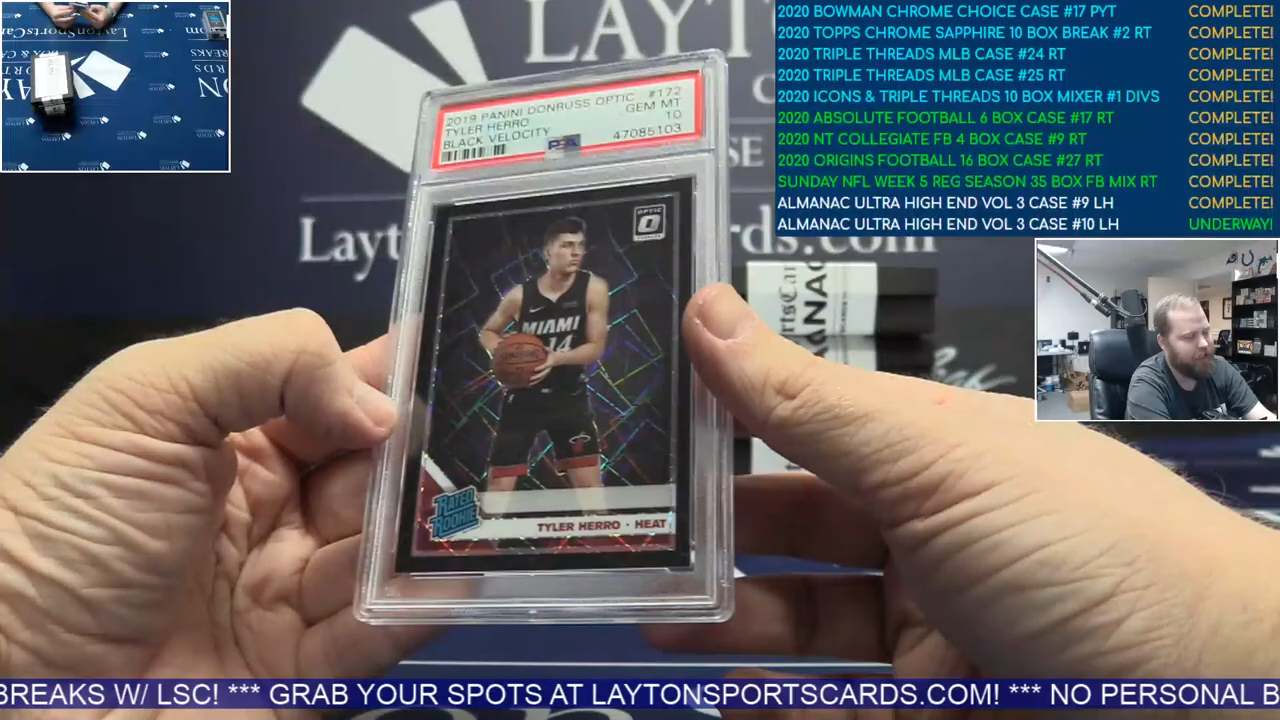 LAYTON
LaytonSportsCards.com
2020 BOWMAN CHROME CHOICE CASE #17 PYT COMPLETE!
2020 TOPPS CHROME SAPPHIRE 10 BOX BREAK #2 RT COMPLETE!
2020 TRIPLE THREADS MLB CASE #24 RT COMPLETE!
2020 TRIPLE THREADS MLB CASE #25 RT COMPLETE!
2020 ICONS & TRIPLE THREADS 10 BOX MIXER #1 DIVS COMPLETE!
2020 ABSOLUTE FOOTBALL 6 BOX CASE #17 RT COMPLETE!
2020 NT COLLEGIATE FB 4 BOX CASE #9 RT COMPLETE!
2020 ORIGINS FOOTBALL 16 BOX CASE #27 RT COMPLETE!
SUNDAY NFL WEEK 5 REG SEASON 35 BOX FB MIX RT COMPLETE!
ALMANAC ULTRA HIGH END VOL 3 CASE #9 LH COMPLETE!
ALMANAC ULTRA HIGH END VOL 3 CASE #10 LH UNDERWAY!
2019 PANINI DONRUSS OPTIC #172
TYLER HERRO GEM MT
BLACK VELOCITY 10
PSA 47085103
OPTIC
MIAMI
14
RATED
ROOKIE
TYLER HERRO · HEAT
BREAKS W/ LSC! *** GRAB YOUR SPOTS AT LAYTONSPORTSCARDS.COM! *** NO PERSONAL B